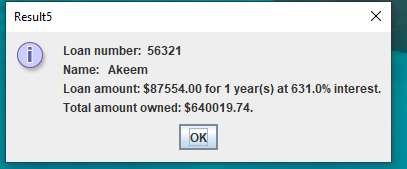 Result5
Loan number: 56321
Name: Akeem
Loan amount: $87554.00 for 1 year(s) at 631.0% interest.
Total amount owned: $640019.74.
OK